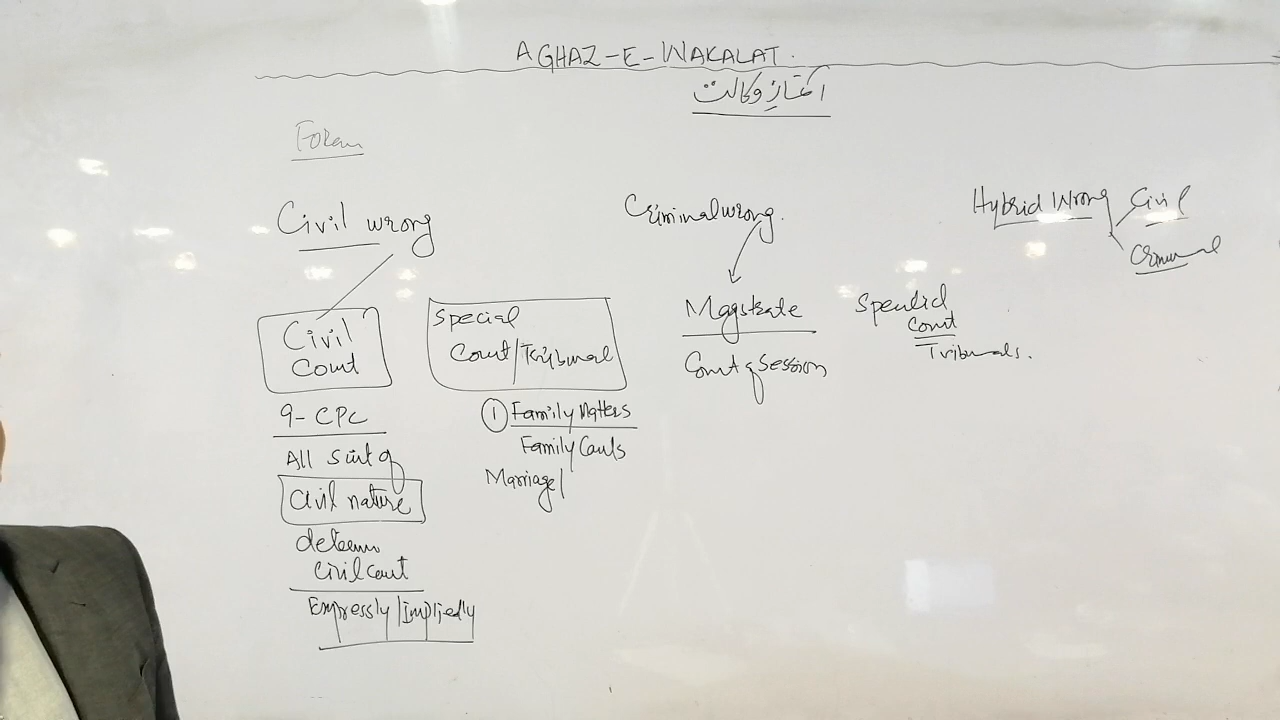 AGHAZ-E-WAKALAT.
آغازِ وکالت
Forum
Civil wrong
Civil
Court
9- CPC
All suit of
Civil nature
determ
Civil Court
Expressly / Impliedly
Special
Court/Tribunal
① Family Matters
Family Courts
Marriage/
Criminal wrong.
Magistrate
Court of Session
Special
Court
Tribunals.
Hybrid Wrong
Civil
Criminal